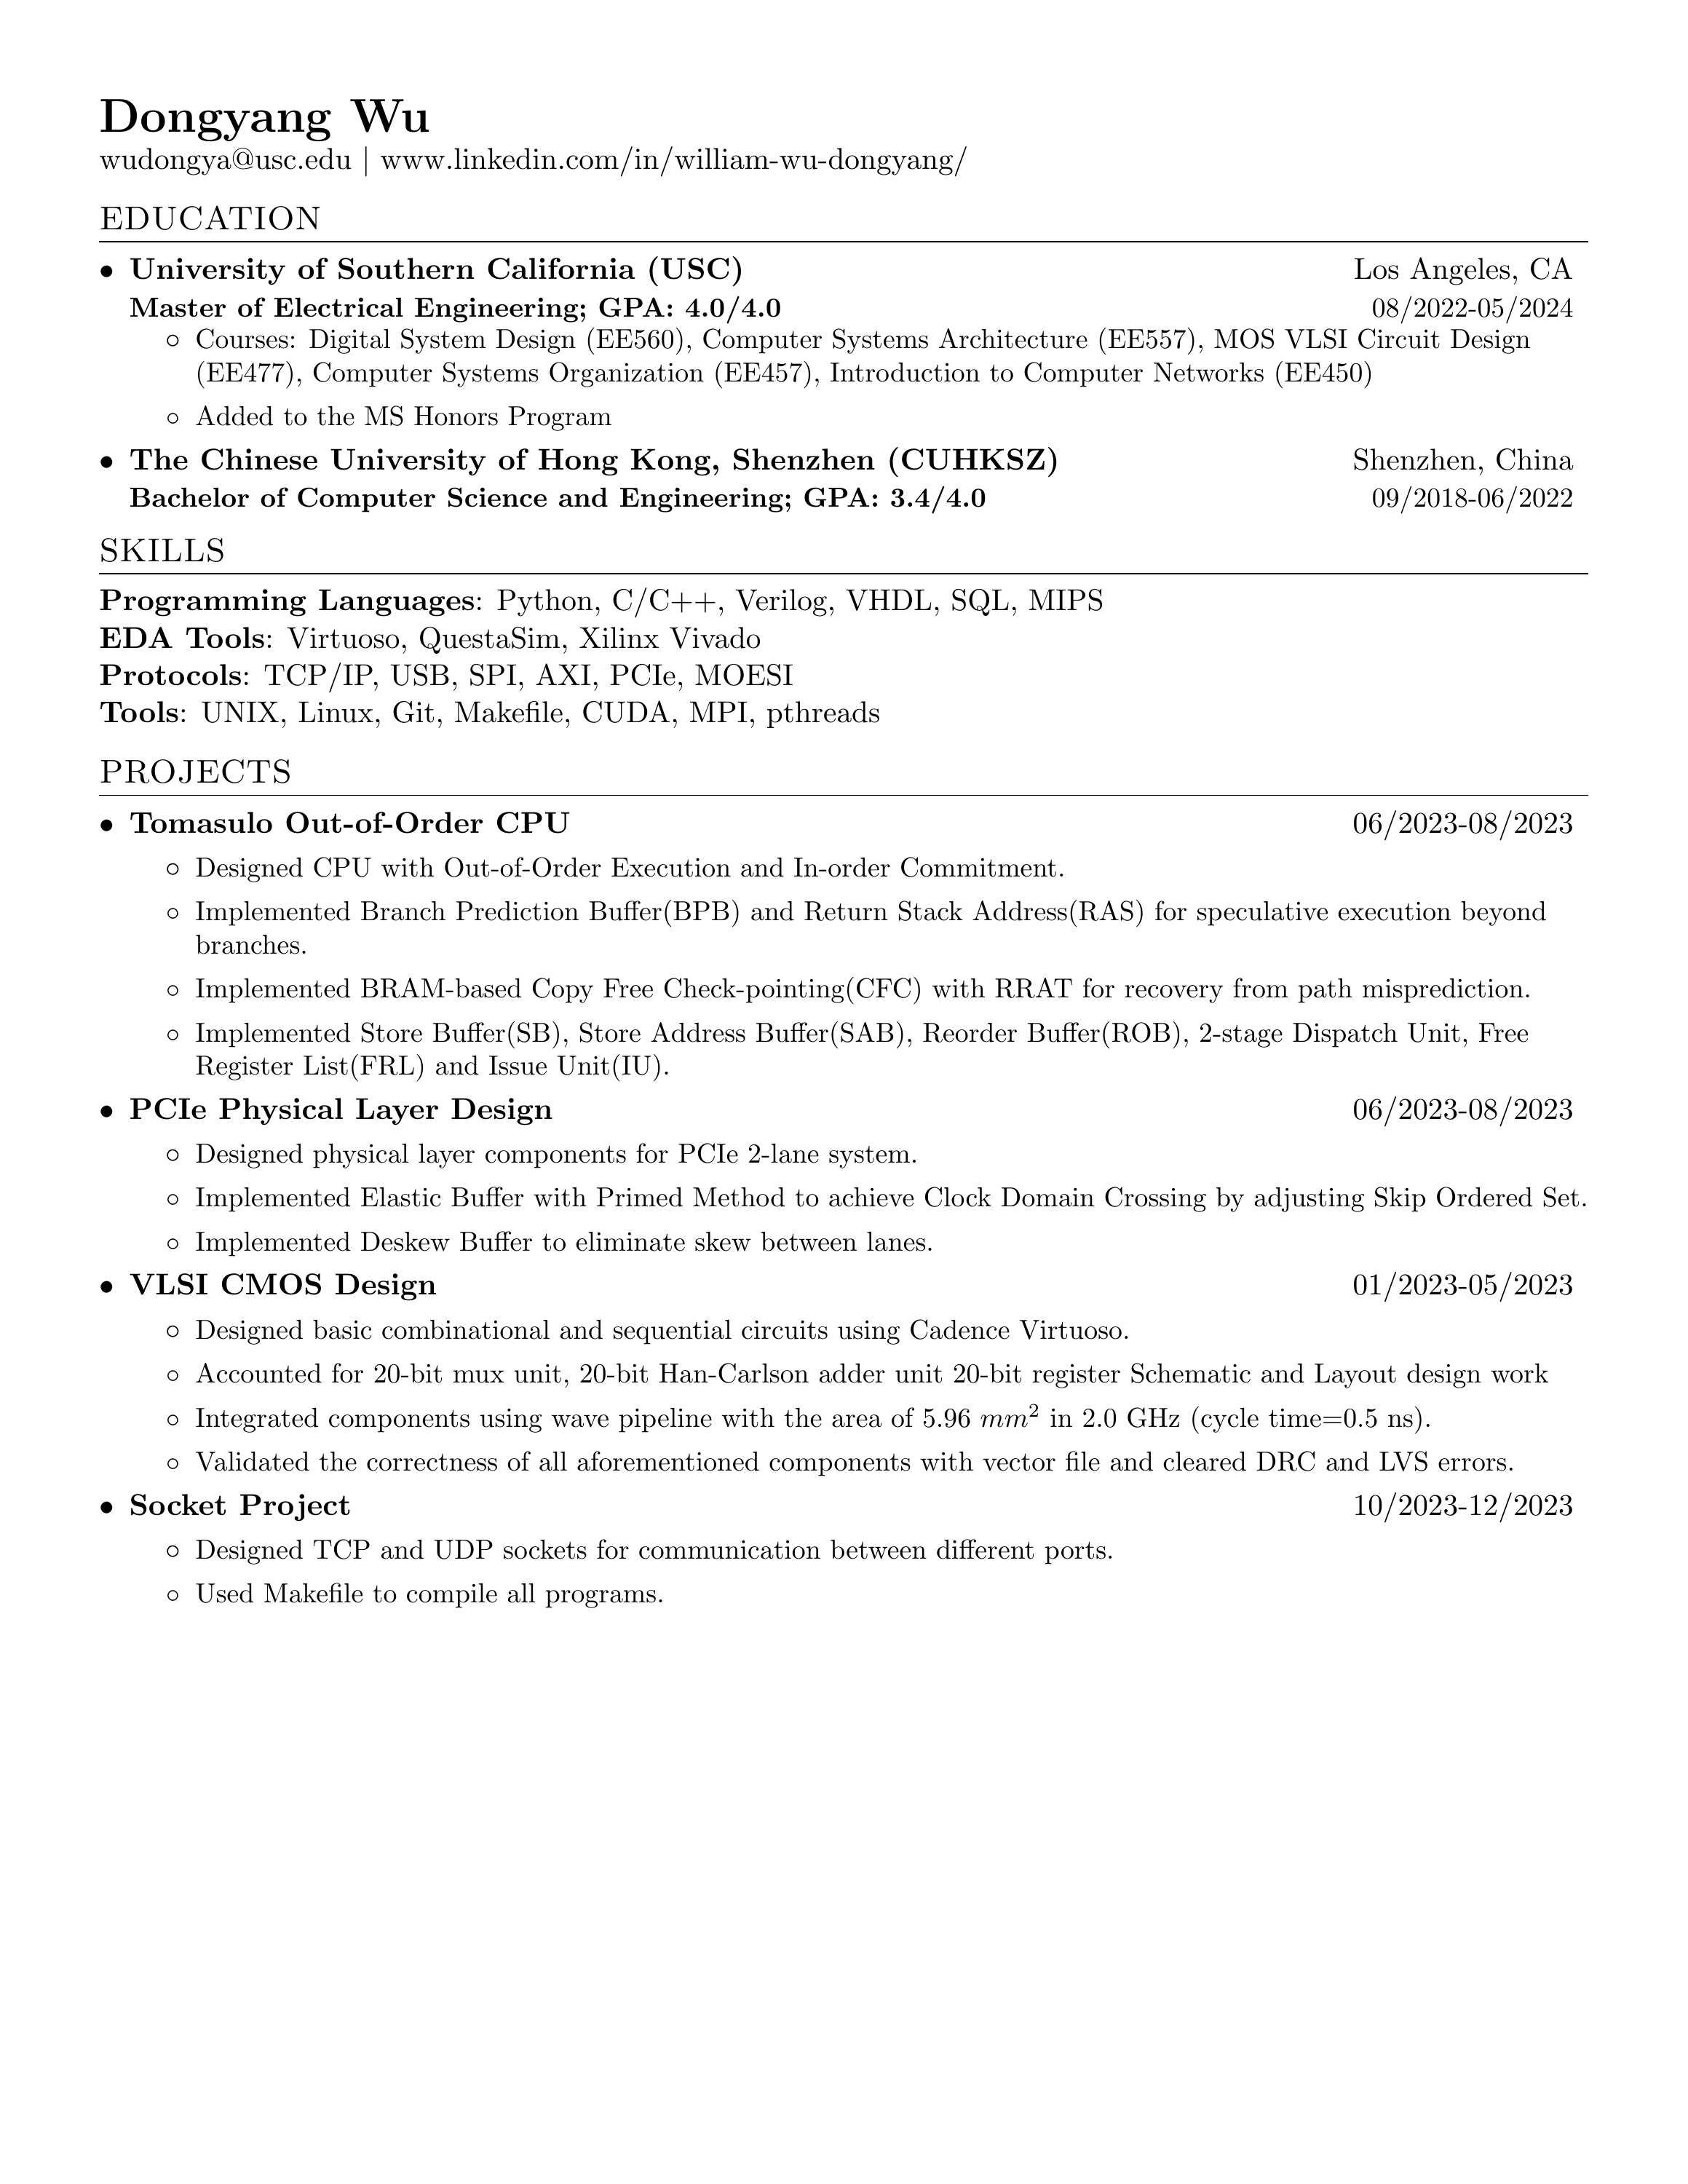 Dongyang Wu
wudongya@usc.edu | www.linkedin.com/in/william-wu-dongyang/
EDUCATION
• University of Southern California (USC) Los Angeles, CA
Master of Electrical Engineering; GPA: 4.0/4.0 08/2022-05/2024
◦ Courses: Digital System Design (EE560), Computer Systems Architecture (EE557), MOS VLSI Circuit Design
(EE477), Computer Systems Organization (EE457), Introduction to Computer Networks (EE450)
◦ Added to the MS Honors Program
• The Chinese University of Hong Kong, Shenzhen (CUHKSZ) Shenzhen, China
Bachelor of Computer Science and Engineering; GPA: 3.4/4.0 09/2018-06/2022
SKILLS
Programming Languages: Python, C/C++, Verilog, VHDL, SQL, MIPS
EDA Tools: Virtuoso, QuestaSim, Xilinx Vivado
Protocols: TCP/IP, USB, SPI, AXI, PCIe, MOESI
Tools: UNIX, Linux, Git, Makefile, CUDA, MPI, pthreads
PROJECTS
• Tomasulo Out-of-Order CPU 06/2023-08/2023
◦ Designed CPU with Out-of-Order Execution and In-order Commitment.
◦ Implemented Branch Prediction Buffer(BPB) and Return Stack Address(RAS) for speculative execution beyond
branches.
◦ Implemented BRAM-based Copy Free Check-pointing(CFC) with RRAT for recovery from path misprediction.
◦ Implemented Store Buffer(SB), Store Address Buffer(SAB), Reorder Buffer(ROB), 2-stage Dispatch Unit, Free
Register List(FRL) and Issue Unit(IU).
• PCIe Physical Layer Design 06/2023-08/2023
◦ Designed physical layer components for PCIe 2-lane system.
◦ Implemented Elastic Buffer with Primed Method to achieve Clock Domain Crossing by adjusting Skip Ordered Set.
◦ Implemented Deskew Buffer to eliminate skew between lanes.
• VLSI CMOS Design 01/2023-05/2023
◦ Designed basic combinational and sequential circuits using Cadence Virtuoso.
◦ Accounted for 20-bit mux unit, 20-bit Han-Carlson adder unit 20-bit register Schematic and Layout design work
◦ Integrated components using wave pipeline with the area of 5.96 mm² in 2.0 GHz (cycle time=0.5 ns).
◦ Validated the correctness of all aforementioned components with vector file and cleared DRC and LVS errors.
• Socket Project 10/2023-12/2023
◦ Designed TCP and UDP sockets for communication between different ports.
◦ Used Makefile to compile all programs.